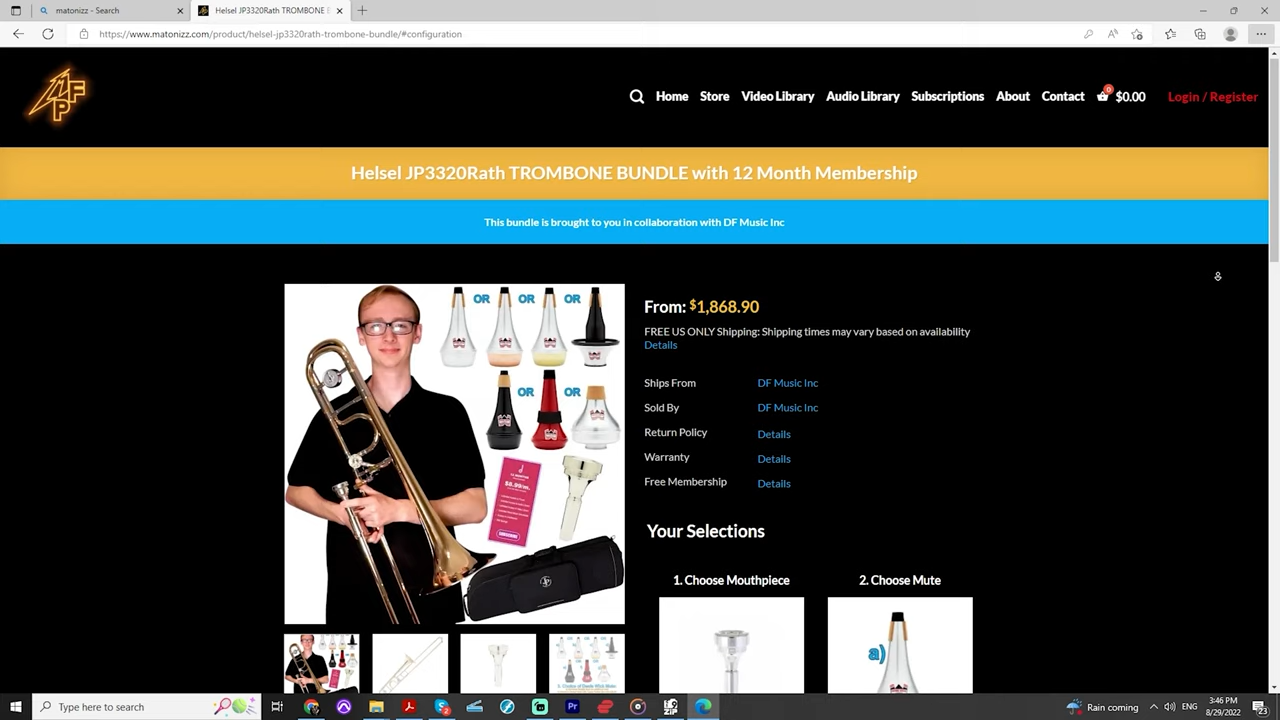 matonizz - Search
Helsel JP3320Rath TROMBONE
https://www.matonizz.com/product/helsel-jp3320rath-trombone-bundle/#configuration
MFP
Home Store Video Library Audio Library Subscriptions About Contact 0 $0.00 Login / Register
Helsel JP3320Rath TROMBONE BUNDLE with 12 Month Membership
This bundle is brought to you in collaboration with DF Music Inc
OR OR OR
OR OR
From: $1,868.90
FREE US ONLY Shipping: Shipping times may vary based on availability
Details
Ships From DF Music Inc
Sold By DF Music Inc
Return Policy Details
Warranty Details
Free Membership Details
Your Selections
1. Choose Mouthpiece 2. Choose Mute
a)
Type here to search
Rain coming
ENG
3:46 PM
8/29/2022